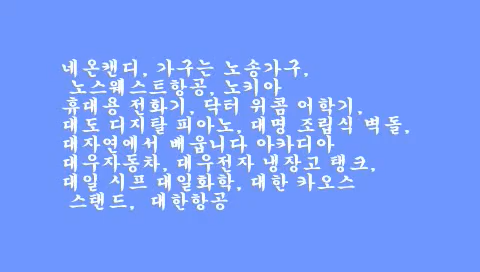 네온캔디, 가구는 노송가구,
노스웨스트항공, 노키아
휴대용 전화기, 닥터 위콤 어학기,
대도 디지탈 피아노, 대명 조립식 벽돌,
대자연에서 배웁니다 아카디아
대우자동차, 대우전자 냉장고 탱크,
대일 시프 대일화학, 대한 카오스
스탠드, 대한항공